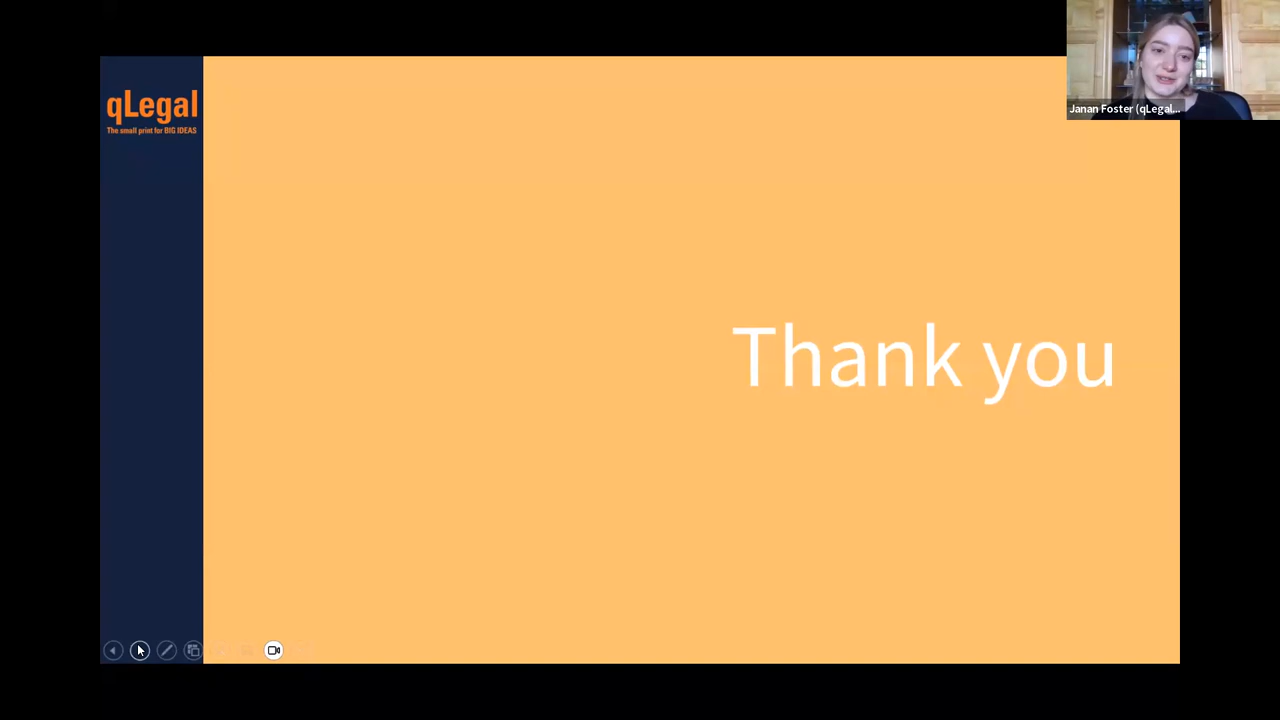 qLegal
The small print for BIG IDEAS
Janan Foster (qLegal...
Thank you